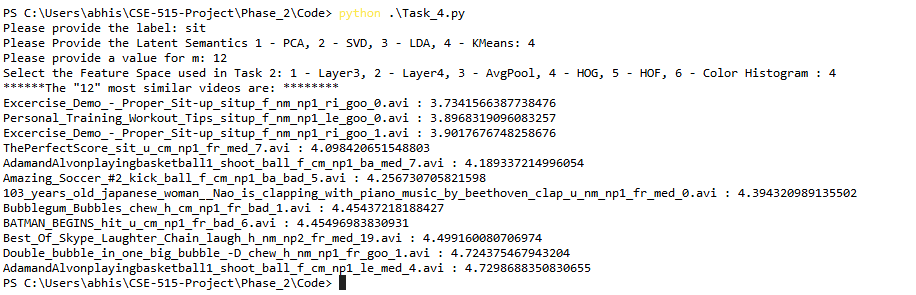 PS C:\Users\abhis\CSE-515-Project\Phase_2\Code> python .\Task_4.py
Please provide the label: sit
Please Provide the Latent Semantics 1 - PCA, 2 - SVD, 3 - LDA, 4 - KMeans: 4
Please provide a value for m: 12
Select the Feature Space used in Task 2: 1 - Layer3, 2 - Layer4, 3 - AvgPool, 4 - HOG, 5 - HOF, 6 - Color Histogram : 4
******The "12" most similar videos are: ********
Excercise_Demo_-_Proper_Sit-up_situp_f_nm_np1_ri_goo_0.avi : 3.7341566387738476
Personal_Training_Workout_Tips_situp_f_nm_np1_le_goo_0.avi : 3.8968319096083257
Excercise_Demo_-_Proper_Sit-up_situp_f_nm_np1_ri_goo_1.avi : 3.9017676748258676
ThePerfectScore_sit_u_cm_np1_fr_med_7.avi : 4.098420651548803
AdamandAlvonplayingbasketball1_shoot_ball_f_cm_np1_ba_med_7.avi : 4.189337214996054
Amazing_Soccer_#2_kick_ball_f_cm_np1_ba_bad_5.avi : 4.256730705821598
103_years_old_japanese_woman__Nao_is_clapping_with_piano_music_by_beethoven_clap_u_nm_np1_fr_med_0.avi : 4.394320989135502
Bubblegum_Bubbles_chew_h_cm_np1_fr_bad_1.avi : 4.45437218188427
BATMAN_BEGINS_hit_u_cm_np1_fr_bad_6.avi : 4.45496983830931
Best_Of_Skype_Laughter_Chain_laugh_h_nm_np2_fr_med_19.avi : 4.499160080706974
Double_bubble_in_one_big_bubble_-D_chew_h_nm_np1_fr_goo_1.avi : 4.724375467943204
AdamandAlvonplayingbasketball1_shoot_ball_f_cm_np1_le_med_4.avi : 4.7298688350830655
PS C:\Users\abhis\CSE-515-Project\Phase_2\Code>